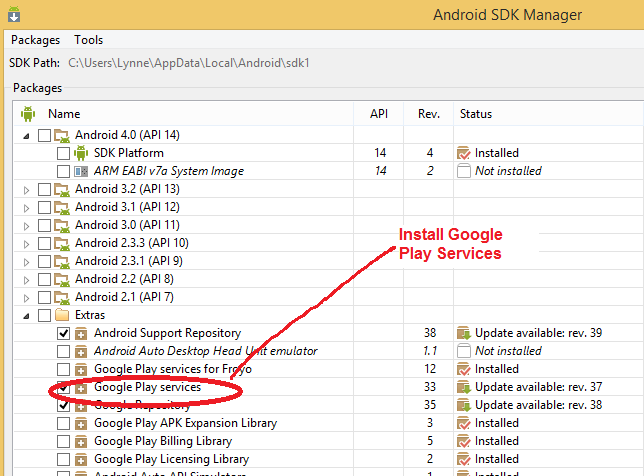 Android SDK Manager
Packages Tools
SDK Path: C:\Users\Lynne\AppData\Local\Android\sdk1
Packages
Name API Rev. Status
Android 4.0 (API 14)
SDK Platform 14 4 Installed
ARM EABI v7a System Image 14 2 Not installed
Android 3.2 (API 13)
Android 3.1 (API 12)
Android 3.0 (API 11)
Android 2.3.3 (API 10)
Android 2.3.1 (API 9)
Android 2.2 (API 8)
Android 2.1 (API 7)
Install Google
Play Services
Extras
Android Support Repository 38 Update available: rev. 39
Android Auto Desktop Head Unit emulator 1.1 Not installed
Google Play services for Froyo 12 Installed
Google Play services 33 Update available: rev. 37
Google Repository 35 Update available: rev. 38
Google Play APK Expansion Library 3 Installed
Google Play Billing Library 5 Installed
Google Play Licensing Library 2 Installed
Android Auto API Simulators 1 Installed